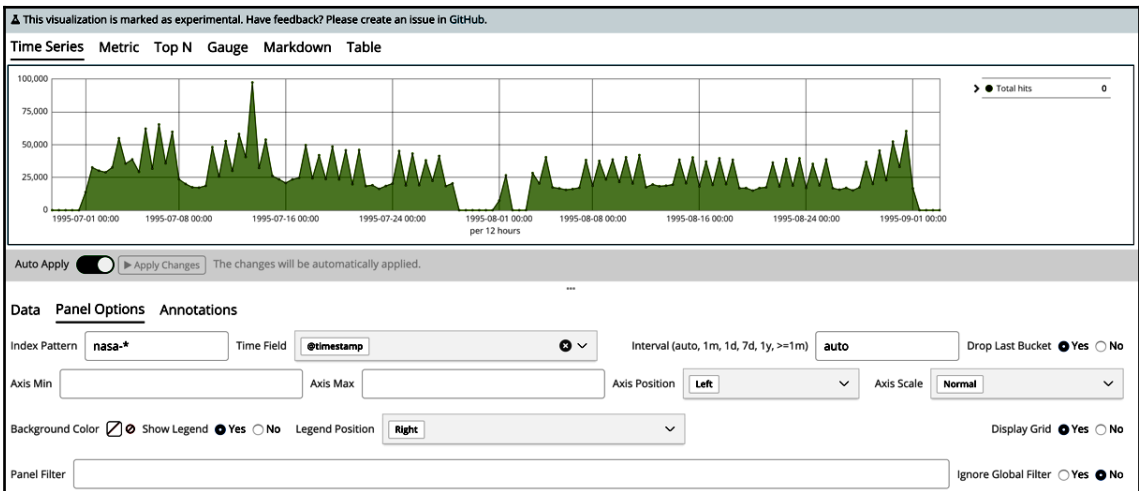 This visualization is marked as experimental. Have feedback? Please create an issue in GitHub.
Time Series Metric Top N Gauge Markdown Table
100,000
75,000
50,000
25,000
0
Total hits 0
1995-07-01 00:00 1995-07-08 00:00 1995-07-16 00:00 1995-07-24 00:00 1995-08-01 00:00 1995-08-08 00:00 1995-08-16 00:00 1995-08-24 00:00 1995-09-01 00:00
per 12 hours
Auto Apply Apply Changes The changes will be automatically applied.
Data Panel Options Annotations
Index Pattern nasa-* Time Field @timestamp Interval (auto, 1m, 1d, 7d, 1y, >=1m) auto Drop Last Bucket Yes No
Axis Min Axis Max Axis Position Left Axis Scale Normal
Background Color Show Legend Yes No Legend Position Right Display Grid Yes No
Panel Filter Ignore Global Filter Yes No